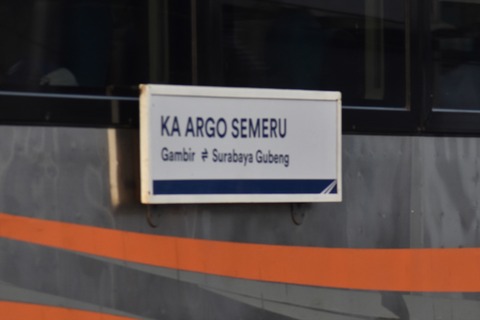 KA ARGO SEMERU
Gambir ⇌ Surabaya Gubeng